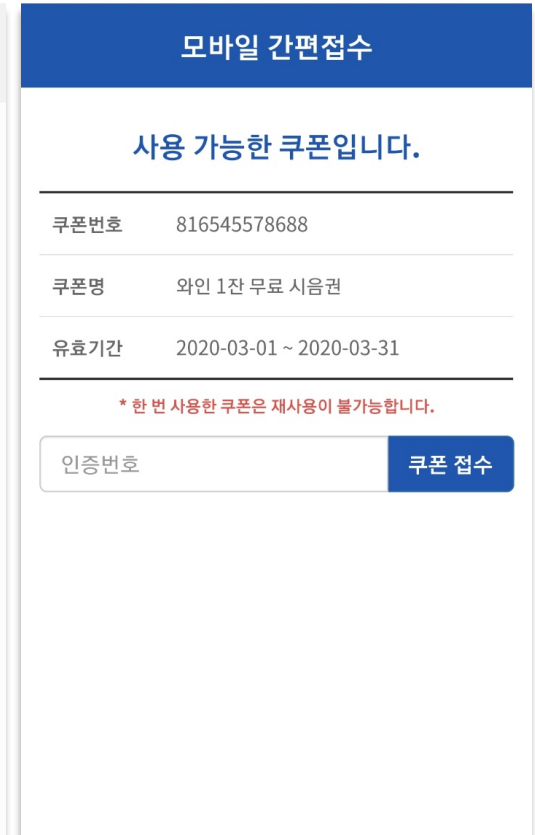 모바일 간편접수
사용 가능한 쿠폰입니다.
쿠폰번호 816545578688
쿠폰명 와인 1잔 무료 시음권
유효기간 2020-03-01 ~ 2020-03-31
* 한 번 사용한 쿠폰은 재사용이 불가능합니다.
인증번호 쿠폰 접수